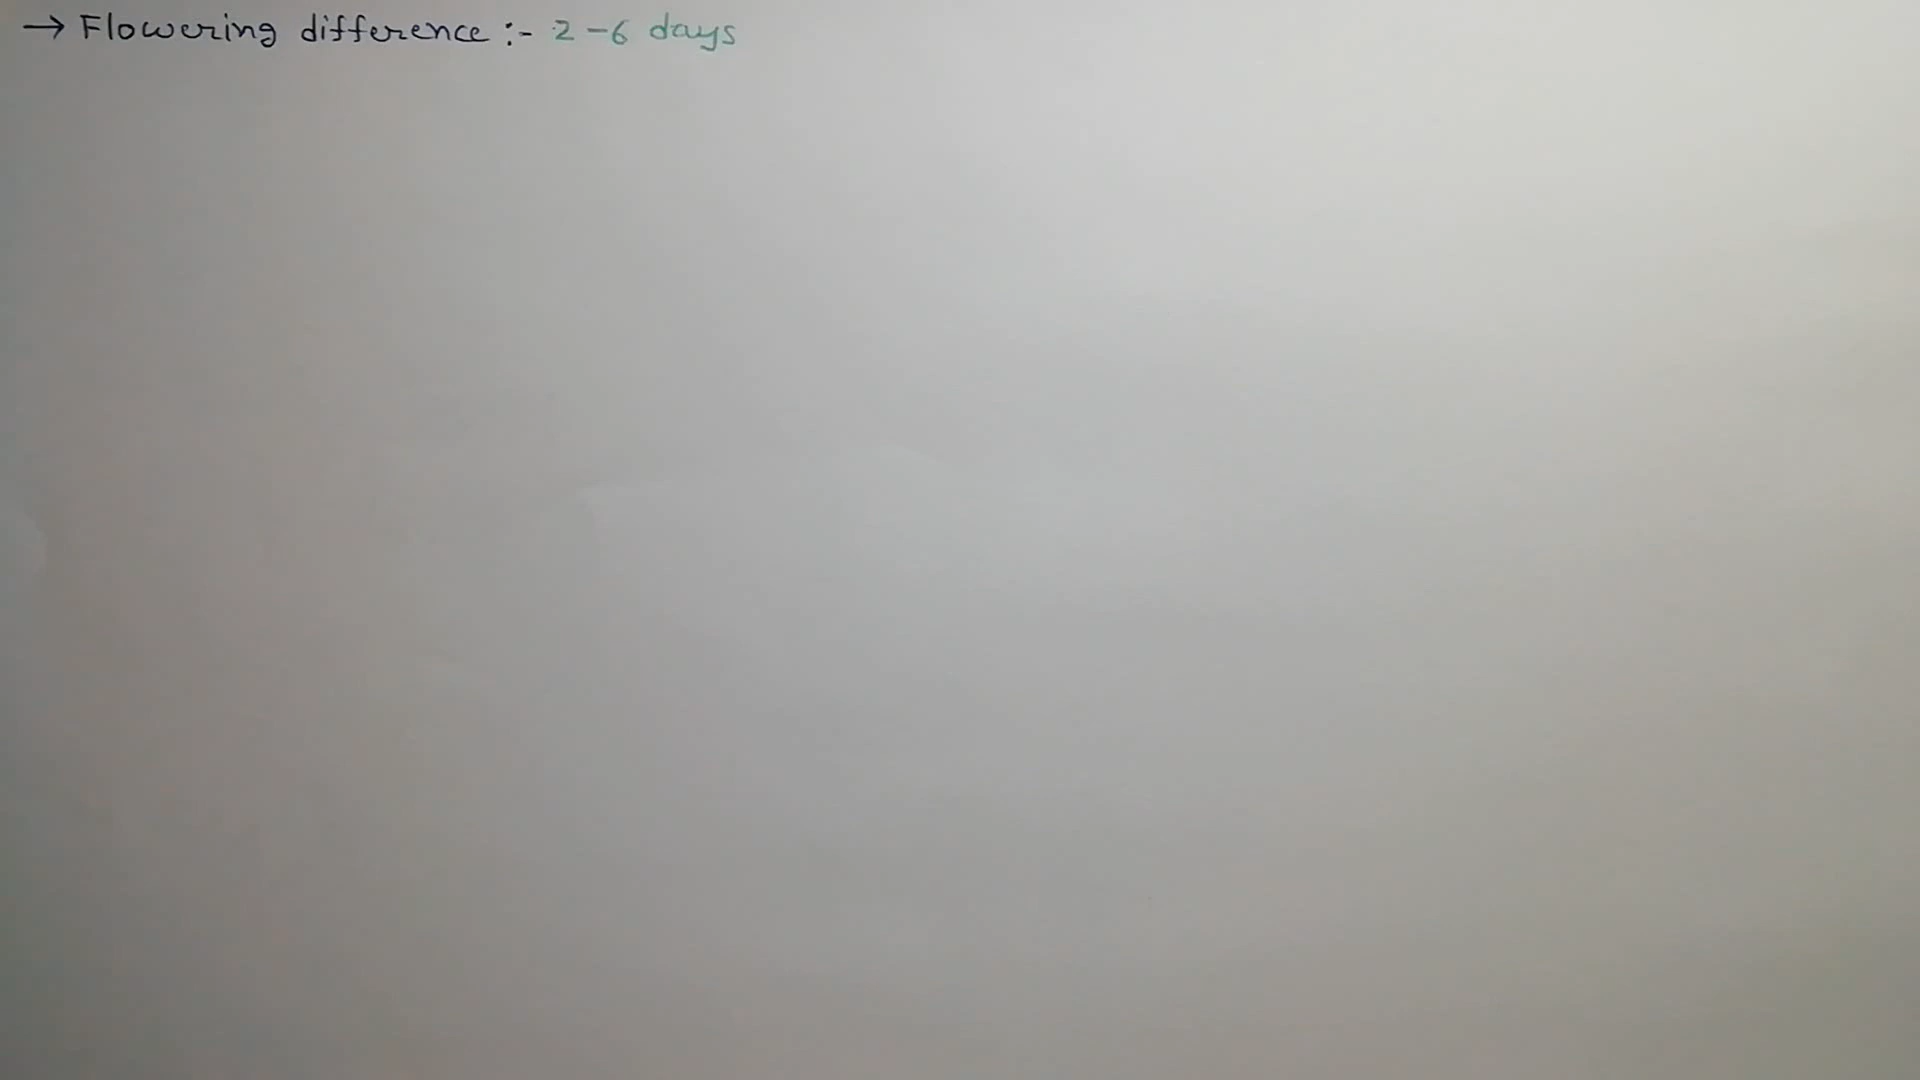 → Flowering difference :- 2-6 days